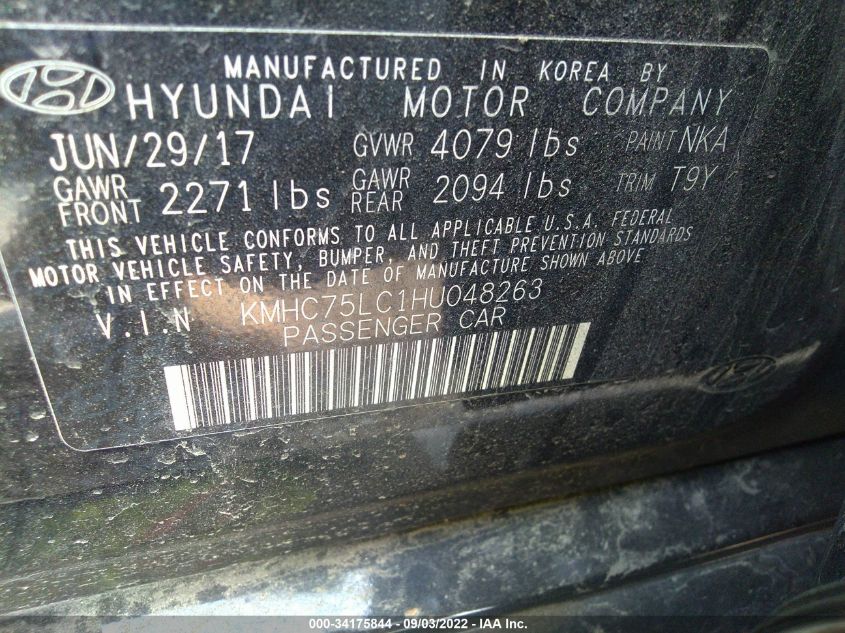 MANUFACTURED IN KOREA BY
HYUNDAI MOTOR COMPANY
JUN/29/17 GVWR 4079 lbs PAINT NKA
GAWR FRONT 2271 lbs GAWR REAR 2094 lbs TRIM T9Y
THIS VEHICLE CONFORMS TO ALL APPLICABLE U.S.A. FEDERAL
MOTOR VEHICLE SAFETY, BUMPER, AND THEFT PREVENTION STANDARDS
IN EFFECT ON THE DATE OF MANUFACTURE SHOWN ABOVE
V.I.N KMHC75LC1HU048263
PASSENGER CAR
000-34175844 - 09/03/2022 - IAA Inc.